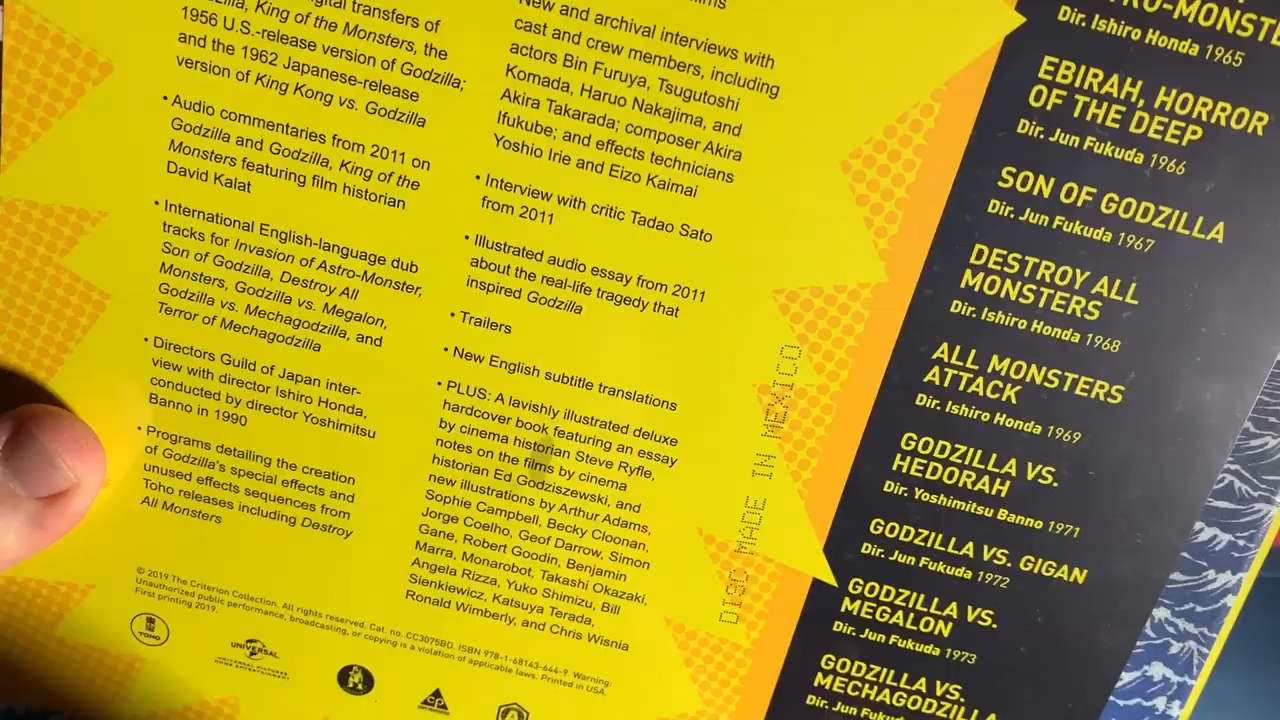 digital transfers of
Godzilla, King of the Monsters, the
1956 U.S.-release version of Godzilla;
and the 1962 Japanese-release
version of King Kong vs. Godzilla
• Audio commentaries from 2011 on
Godzilla and Godzilla, King of the
Monsters featuring film historian
David Kalat
• International English-language dub
tracks for Invasion of Astro-Monster,
Son of Godzilla, Destroy All
Monsters, Godzilla vs. Megalon,
Godzilla vs. Mechagodzilla, and
Terror of Mechagodzilla
• Directors Guild of Japan inter-
view with director Ishiro Honda,
conducted by director Yoshimitsu
Banno in 1990
• Programs detailing the creation
of Godzilla's special effects and
unused effects sequences from
Toho releases including Destroy
All Monsters
films
New and archival interviews with
cast and crew members, including
actors Bin Furuya, Tsugutoshi
Komada, Haruo Nakajima, and
Akira Takarada; composer Akira
Ifukube; and effects technicians
Yoshio Irie and Eizo Kaimai
• Interview with critic Tadao Sato
from 2011
• Illustrated audio essay from 2011
about the real-life tragedy that
inspired Godzilla
• Trailers
• New English subtitle translations
• PLUS: A lavishly illustrated deluxe
hardcover book featuring an essay
by cinema historian Steve Ryfle,
notes on the films by cinema
historian Ed Godziszewski, and
new illustrations by Arthur Adams,
Sophie Campbell, Becky Cloonan,
Jorge Coelho, Geof Darrow, Simon
Gane, Robert Goodin, Benjamin
Marra, Monarobot, Takashi Okazaki,
Angela Rizza, Yuko Shimizu, Bill
Sienkiewicz, Katsuya Terada,
Ronald Wimberly, and Chris Wisnia
© 2019 The Criterion Collection. All rights reserved. Cat. no. CC3075BD. ISBN 978-1-68143-644-9. Warning:
Unauthorized public performance, broadcasting, or copying is a violation of applicable laws. Printed in USA.
First printing 2019.
TOHO
UNIVERSAL
UNIVERSAL PICTURES
HOME ENTERTAINMENT
DISC MADE IN MEXICO
ASTRO-MONSTER
Dir. Ishiro Honda 1965
EBIRAH, HORROR
OF THE DEEP
Dir. Jun Fukuda 1966
SON OF GODZILLA
Dir. Jun Fukuda 1967
DESTROY ALL
MONSTERS
Dir. Ishiro Honda 1968
ALL MONSTERS
ATTACK
Dir. Ishiro Honda 1969
GODZILLA VS.
HEDORAH
Dir. Yoshimitsu Banno 1971
GODZILLA VS. GIGAN
Dir. Jun Fukuda 1972
GODZILLA VS.
MEGALON
Dir. Jun Fukuda 1973
GODZILLA VS.
MECHAGODZILLA
Dir. Jun Fukuda